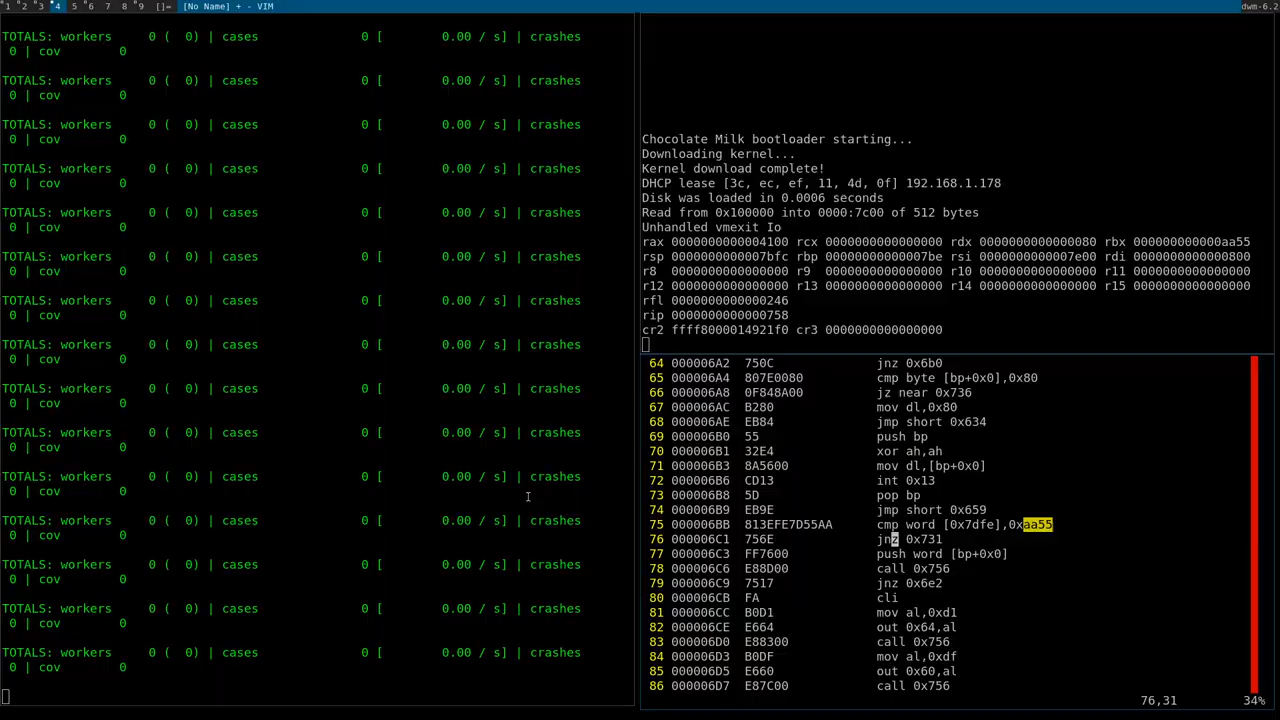 1 2 3 4 5 6 7 8 9 []= [No Name] + - VIM dwm-6.2
TOTALS: workers 0 ( 0) | cases 0 [ 0.00 / s] | crashes
0 | cov 0
TOTALS: workers 0 ( 0) | cases 0 [ 0.00 / s] | crashes
0 | cov 0
TOTALS: workers 0 ( 0) | cases 0 [ 0.00 / s] | crashes
0 | cov 0
TOTALS: workers 0 ( 0) | cases 0 [ 0.00 / s] | crashes
0 | cov 0
TOTALS: workers 0 ( 0) | cases 0 [ 0.00 / s] | crashes
0 | cov 0
TOTALS: workers 0 ( 0) | cases 0 [ 0.00 / s] | crashes
0 | cov 0
TOTALS: workers 0 ( 0) | cases 0 [ 0.00 / s] | crashes
0 | cov 0
TOTALS: workers 0 ( 0) | cases 0 [ 0.00 / s] | crashes
0 | cov 0
TOTALS: workers 0 ( 0) | cases 0 [ 0.00 / s] | crashes
0 | cov 0
TOTALS: workers 0 ( 0) | cases 0 [ 0.00 / s] | crashes
0 | cov 0
TOTALS: workers 0 ( 0) | cases 0 [ 0.00 / s] | crashes
0 | cov 0
TOTALS: workers 0 ( 0) | cases 0 [ 0.00 / s] | crashes
0 | cov 0
TOTALS: workers 0 ( 0) | cases 0 [ 0.00 / s] | crashes
0 | cov 0
TOTALS: workers 0 ( 0) | cases 0 [ 0.00 / s] | crashes
0 | cov 0
TOTALS: workers 0 ( 0) | cases 0 [ 0.00 / s] | crashes
0 | cov 0
Chocolate Milk bootloader starting...
Downloading kernel...
Kernel download complete!
DHCP lease [3c, ec, ef, 11, 4d, 0f] 192.168.1.178
Disk was loaded in 0.0006 seconds
Read from 0x100000 into 0000:7c00 of 512 bytes
Unhandled vmexit Io
rax 0000000000004100 rcx 0000000000000000 rdx 0000000000000080 rbx 000000000000aa55
rsp 0000000000007bfc rbp 00000000000007be rsi 0000000000007e00 rdi 0000000000000800
r8 0000000000000000 r9 0000000000000000 r10 0000000000000000 r11 0000000000000000
r12 0000000000000000 r13 0000000000000000 r14 0000000000000000 r15 0000000000000000
rfl 0000000000000246
rip 0000000000000758
cr2 ffff8000014921f0 cr3 0000000000000000
64 000006A2 750C jnz 0x6b0
65 000006A4 807E0080 cmp byte [bp+0x0],0x80
66 000006A8 0F848A00 jz near 0x736
67 000006AC B280 mov dl,0x80
68 000006AE EB84 jmp short 0x634
69 000006B0 55 push bp
70 000006B1 32E4 xor ah,ah
71 000006B3 8A5600 mov dl,[bp+0x0]
72 000006B6 CD13 int 0x13
73 000006B8 5D pop bp
74 000006B9 EB9E jmp short 0x659
75 000006BB 813EFE7D55AA cmp word [0x7dfe],0xaa55
76 000006C1 756E jnz 0x731
77 000006C3 FF7600 push word [bp+0x0]
78 000006C6 E88D00 call 0x756
79 000006C9 7517 jnz 0x6e2
80 000006CB FA cli
81 000006CC B0D1 mov al,0xd1
82 000006CE E664 out 0x64,al
83 000006D0 E88300 call 0x756
84 000006D3 B0DF mov al,0xdf
85 000006D5 E660 out 0x60,al
86 000006D7 E87C00 call 0x756
76,31 34%